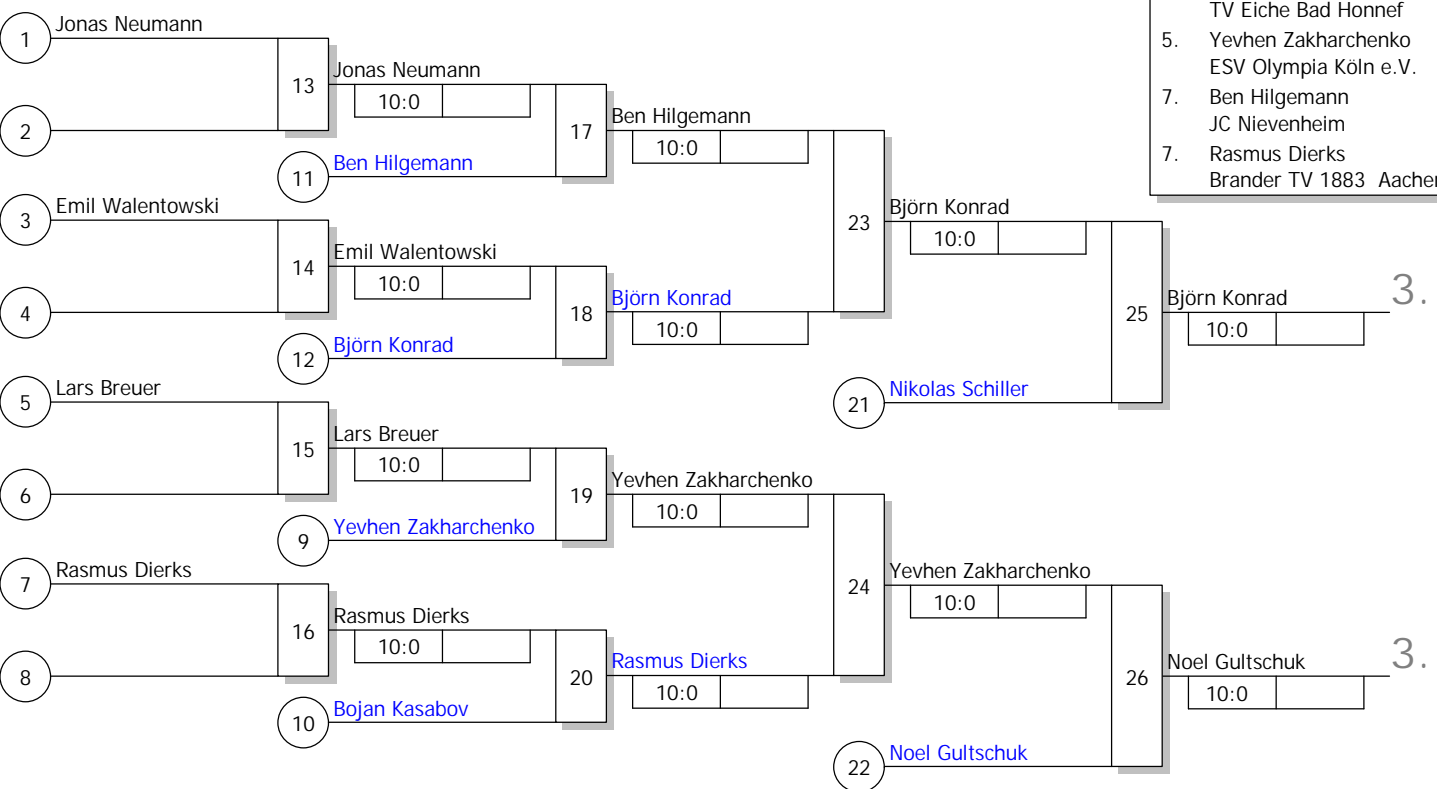 TV Eiche Bad Honnef
5. Yevhen Zakharchenko
ESV Olympia Köln e.V.
7. Ben Hilgemann
JC Nievenheim
7. Rasmus Dierks
Brander TV 1883 Aachen
1 Jonas Neumann
13
Jonas Neumann
10:0
2
17
Ben Hilgemann
10:0
11 Ben Hilgemann
3 Emil Walentowski
23
Björn Konrad
10:0
14
Emil Walentowski
10:0
4
18
Björn Konrad
10:0
25
Björn Konrad 3.
10:0
12 Björn Konrad
5 Lars Breuer
21 Nikolas Schiller
15
Lars Breuer
10:0
6
19
Yevhen Zakharchenko
10:0
9 Yevhen Zakharchenko
7 Rasmus Dierks
24
Yevhen Zakharchenko
10:0
16
Rasmus Dierks
10:0
8
20
Rasmus Dierks
10:0
26
Noel Gultschuk 3.
10:0
10 Bojan Kasabov
22 Noel Gultschuk